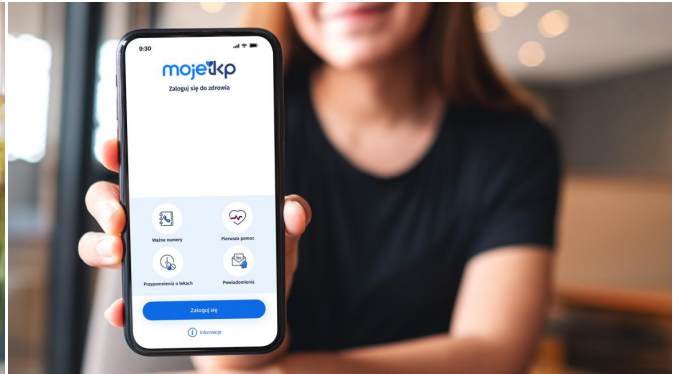 9:30
mojeikp
Zaloguj się do zdrowia
Ważne numery
Pierwsza pomoc
Przypomnienia o lekach
Powiadomienia
Zaloguj się
Informacje